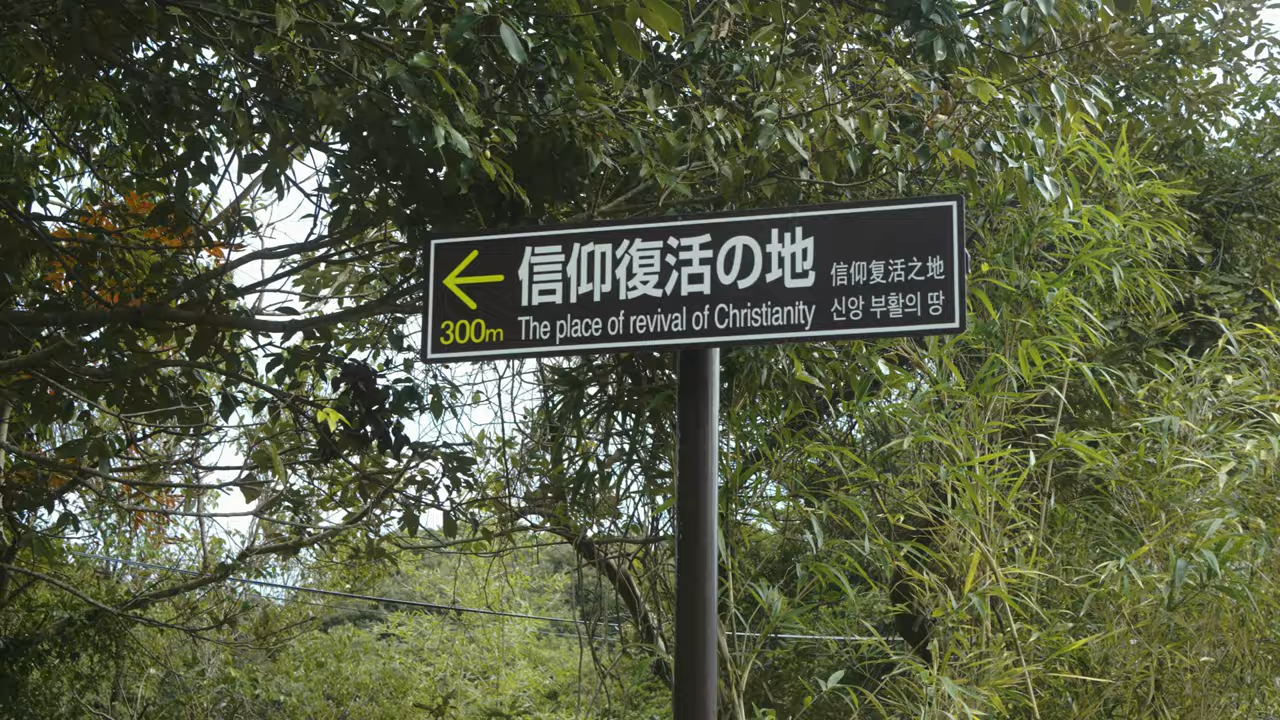 ←
300m
信仰復活の地
The place of revival of Christianity
信仰复活之地
신앙 부활의 땅